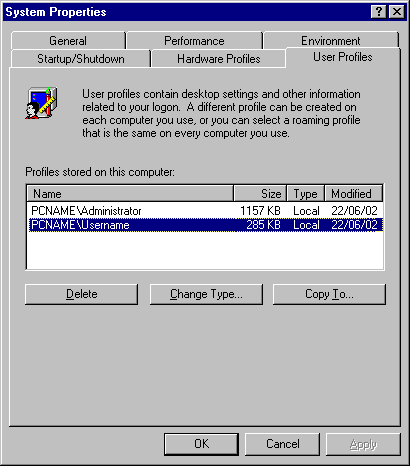 System Properties
General Performance Environment
Startup/Shutdown Hardware Profiles User Profiles
User profiles contain desktop settings and other information
related to your logon. A different profile can be created on
each computer you use, or you can select a roaming profile
that is the same on every computer you use.
Profiles stored on this computer:
Name Size Type Modified
PCNAME\Administrator 1157 KB Local 22/06/02
PCNAME\Username 285 KB Local 22/06/02
Delete Change Type... Copy To...
OK Cancel Apply